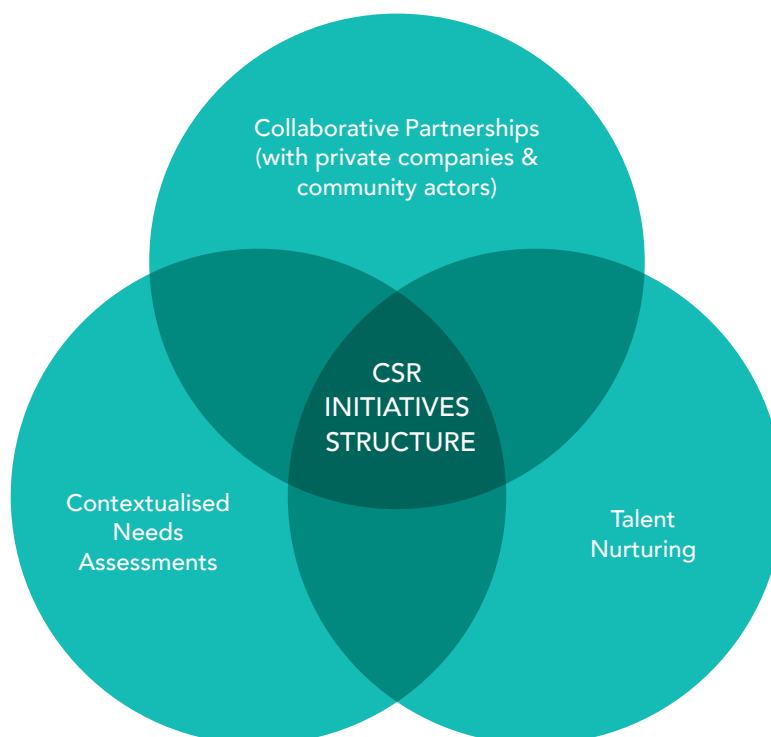 Collaborative Partnerships
(with private companies &
community actors)
CSR
INITIATIVES
STRUCTURE
Contextualised
Needs
Assessments
Talent
Nurturing